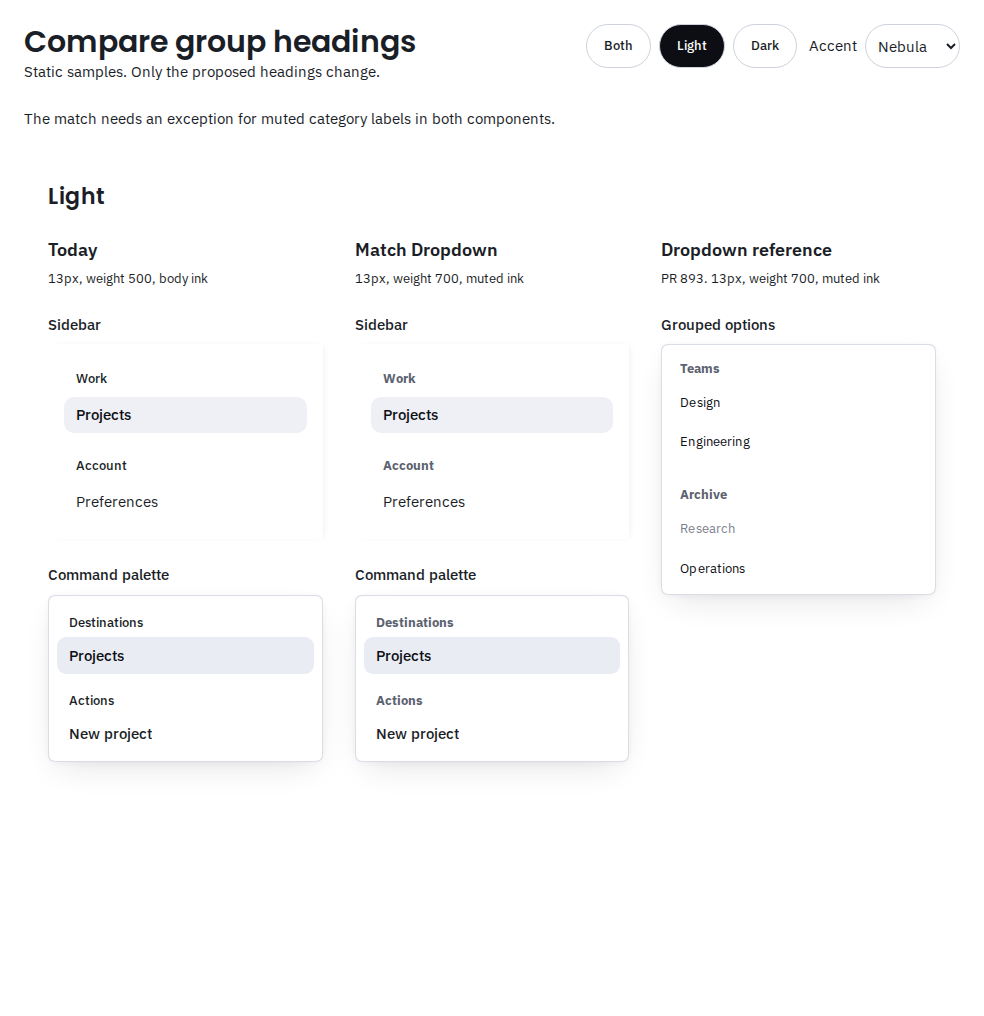 Compare group headings
Both
Light
Dark
Accent
Nebula
Static samples. Only the proposed headings change.
The match needs an exception for muted category labels in both components.
Light
Today
13px, weight 500, body ink
Sidebar
Work
Projects
Account
Preferences
Command palette
Destinations
Projects
Actions
New project
Match Dropdown
13px, weight 700, muted ink
Sidebar
Work
Projects
Account
Preferences
Command palette
Destinations
Projects
Actions
New project
Dropdown reference
PR 893. 13px, weight 700, muted ink
Grouped options
Teams
Design
Engineering
Archive
Research
Operations